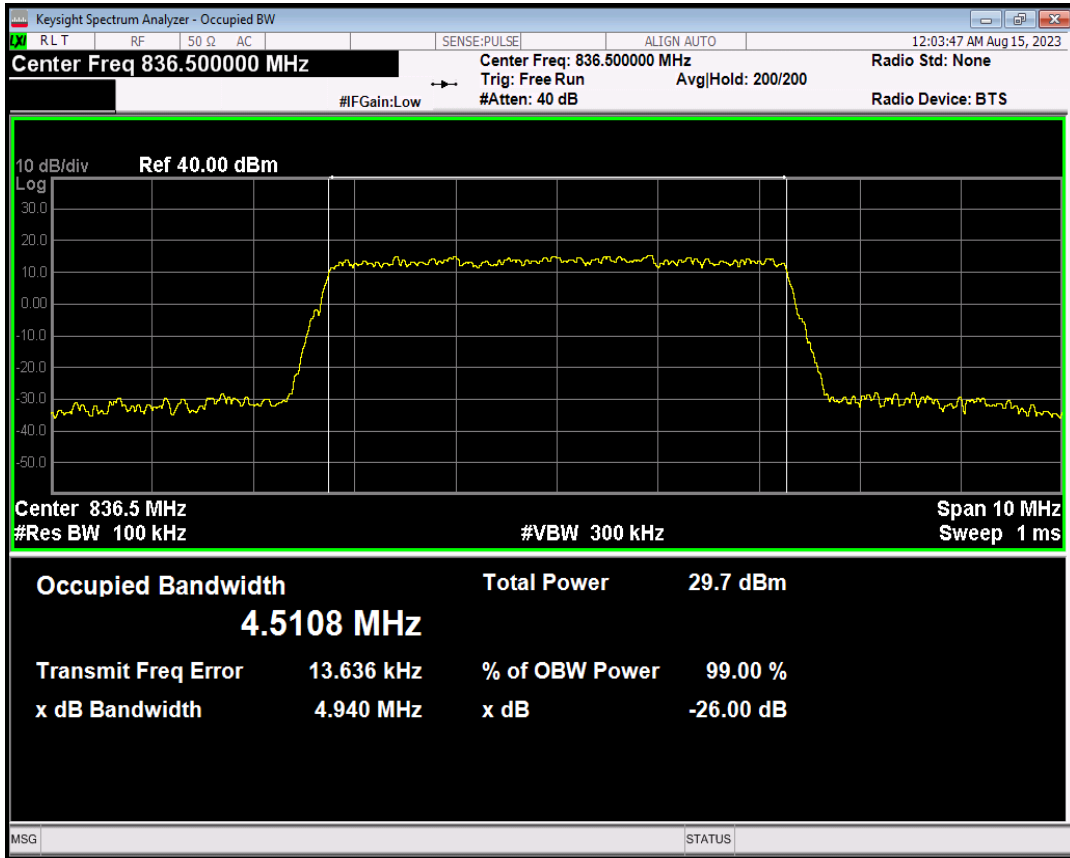 Keysight Spectrum Analyzer - Occupied BW
LXI RLT RF 50 Ω AC SENSE:PULSE ALIGN AUTO 12:03:47 AM Aug 15, 2023
Center Freq 836.500000 MHz
Center Freq: 836.500000 MHz
Radio Std: None
Trig: Free Run Avg|Hold: 200/200
#IFGain:Low #Atten: 40 dB Radio Device: BTS
10 dB/div Ref 40.00 dBm
Log
30.0
20.0
10.0
0.00
-10.0
-20.0
-30.0
-40.0
-50.0
Center 836.5 MHz Span 10 MHz
#Res BW 100 kHz #VBW 300 kHz Sweep 1 ms
Occupied Bandwidth Total Power 29.7 dBm
4.5108 MHz
Transmit Freq Error 13.636 kHz % of OBW Power 99.00 %
x dB Bandwidth 4.940 MHz x dB -26.00 dB
MSG STATUS